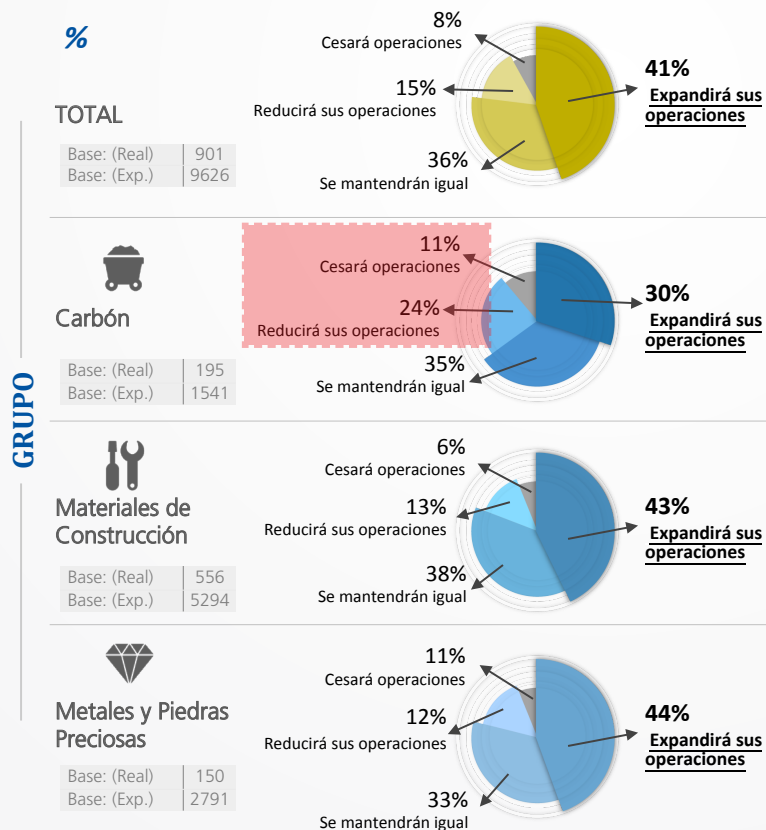 %
GRUPO
TOTAL
Base: (Real) 901
Base: (Exp.) 9626
8%
Cesará operaciones
15%
Reducirá sus operaciones
36%
Se mantendrán igual
41%
Expandirá sus
operaciones
Carbón
Base: (Real) 195
Base: (Exp.) 1541
11%
Cesará operaciones
24%
Reducirá sus operaciones
35%
Se mantendrán igual
30%
Expandirá sus
operaciones
Materiales de
Construcción
Base: (Real) 556
Base: (Exp.) 5294
6%
Cesará operaciones
13%
Reducirá sus operaciones
38%
Se mantendrán igual
43%
Expandirá sus
operaciones
Metales y Piedras
Preciosas
Base: (Real) 150
Base: (Exp.) 2791
11%
Cesará operaciones
12%
Reducirá sus operaciones
33%
Se mantendrán igual
44%
Expandirá sus
operaciones